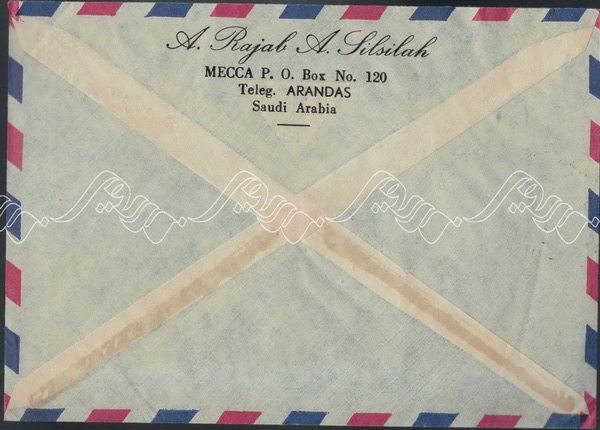 A. Rajab A. Silsilah
MECCA P. O. Box No. 120
Teleg. ARANDAS
Saudi Arabia